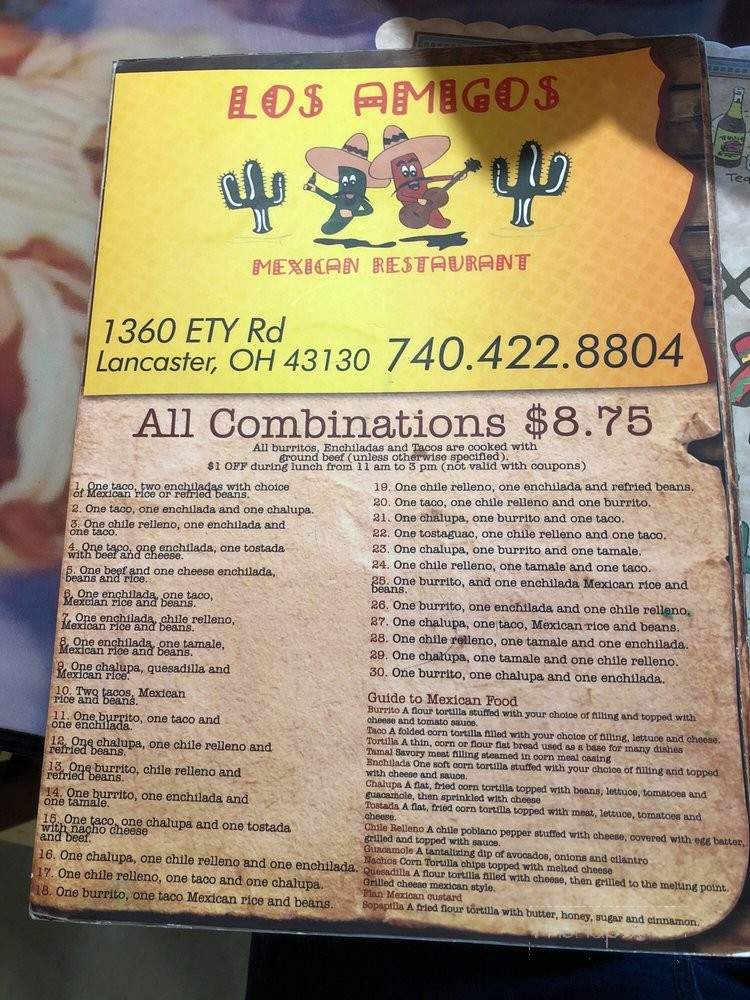 LOS AMIGOS
MEXICAN RESTAURANT
1360 ETY Rd
Lancaster, OH 43130 740.422.8804
All Combinations $8.75
All burritos, Enchiladas and Tacos are cooked with
ground beef (unless otherwise specified).
$1 OFF during lunch from 11 am to 3 pm (not valid with coupons)
1. One taco, two enchiladas with choice
of Mexican rice or refried beans.
2. One taco, one enchilada and one chalupa.
3. One chile relleno, one enchilada and
one taco.
4. One taco, one enchilada, one tostada
with beef and cheese.
5. One beef and one cheese enchilada,
beans and rice.
6. One enchilada, one taco,
Mexcian rice and beans.
7. One enchilada, chile relleno,
Mexican rice and beans.
8. One enchilada, one tamale,
Mexican rice and beans.
9. One chalupa, quesadilla and
Mexican rice.
10. Two tacos, Mexican
rice and beans.
11. One burrito, one taco and
one enchilada.
12. One chalupa, one chile relleno and
refried beans.
13. One burrito, chile relleno and
refried beans.
14. One burrito, one enchilada and
one tamale.
15. One taco, one chalupa and one tostada
with nacho cheese
and beef.
16. One chalupa, one chile relleno and one enchilada.
17. One chile relleno, one taco and one chalupa.
18. One burrito, one taco Mexican rice and beans.
19. One chile relleno, one enchilada and refried beans.
20. One taco, one chile relleno and one burrito.
21. One chalupa, one burrito and one taco.
22. One tostaguac, one chile relleno and one taco.
23. One chalupa, one burrito and one tamale.
24. One chile relleno, one tamale and one taco.
25. One burrito, and one enchilada Mexican rice and
beans.
26. One burrito, one enchilada and one chile relleno.
27. One chalupa, one taco, Mexican rice and beans.
28. One chile relleno, one tamale and one enchilada.
29. One chalupa, one tamale and one chile relleno.
30. One burrito, one chalupa and one enchilada.
Guide to Mexican Food
Burrito A flour tortilla stuffed with your choice of filling and topped with
cheese and tomato sauce.
Taco A folded corn tortilla filled with your choice of filling, lettuce and cheese.
Tortilla A thin, corn or flour flat bread used as a base for many dishes
Tamal Savory meat filling steamed in corn meal casing
Enchilada One soft corn tortilla stuffed with your choice of filling and topped
with cheese and sauce.
Chalupa A flat, fried corn tortilla topped with beans, lettuce, tomatoes and
guacamole, then sprinkled with cheese
Tostada A flat, fried corn tortilla topped with meat, lettuce, tomatoes and
cheese.
Chile Relleno A chile poblano pepper stuffed with cheese, covered with egg batter,
grilled and topped with sauce.
Guacamole A tantalizing dip of avocados, onions and cilantro
Nachos Corn Tortilla chips topped with melted cheese
Quesadilla A flour tortilla filled with cheese, then grilled to the melting point.
Grilled cheese mexican style.
Flan Mexican custard
Sopapilla A fried flour tortilla with butter, honey, sugar and cinnamon.